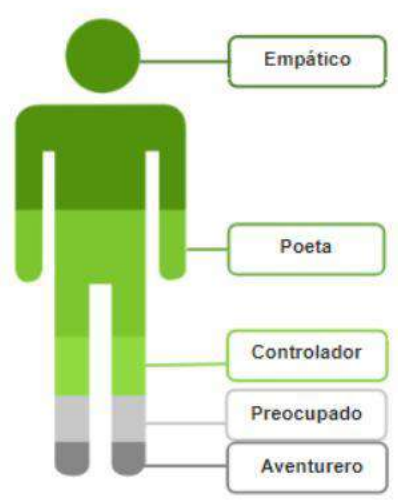 Empático
Poeta
Controlador
Preocupado
Aventurero